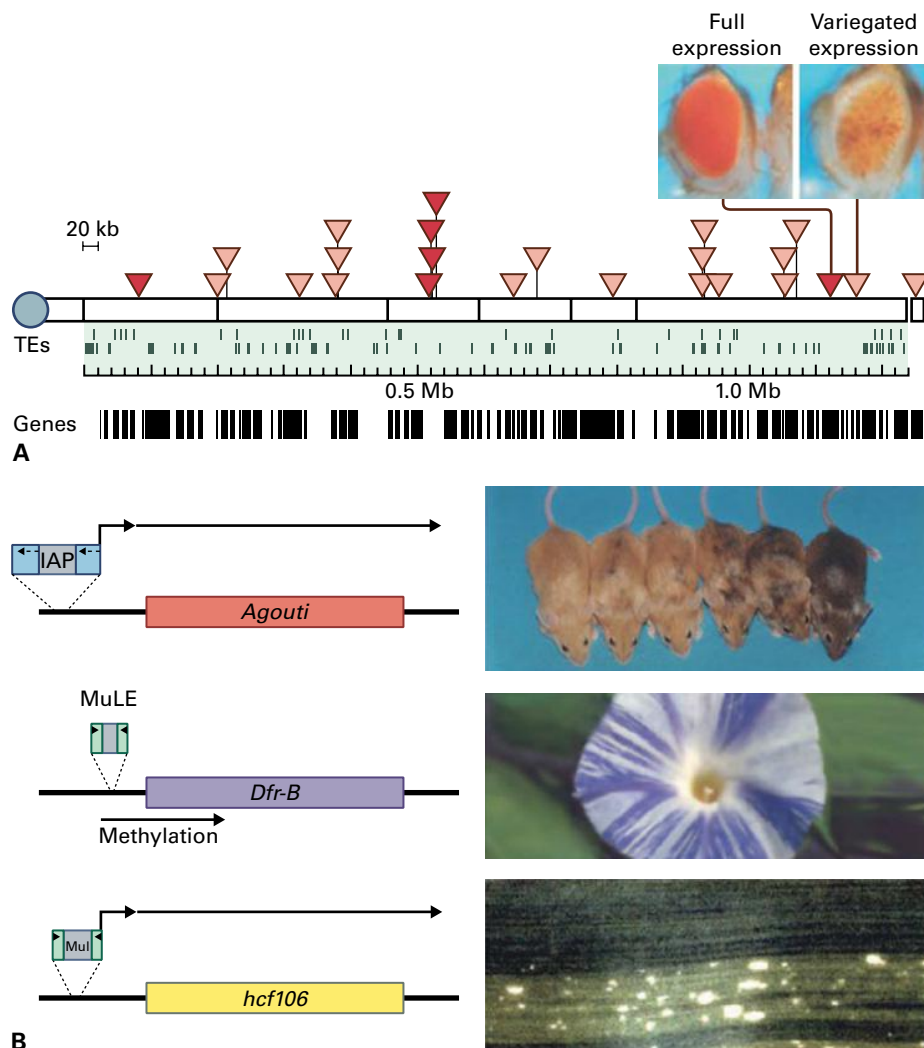 Full
expression
Variegated
expression
20 kb
TEs
0.5 Mb
1.0 Mb
Genes
A
IAP
Agouti
MuLE
Dfr-B
Methylation
Mul
hcf106
B